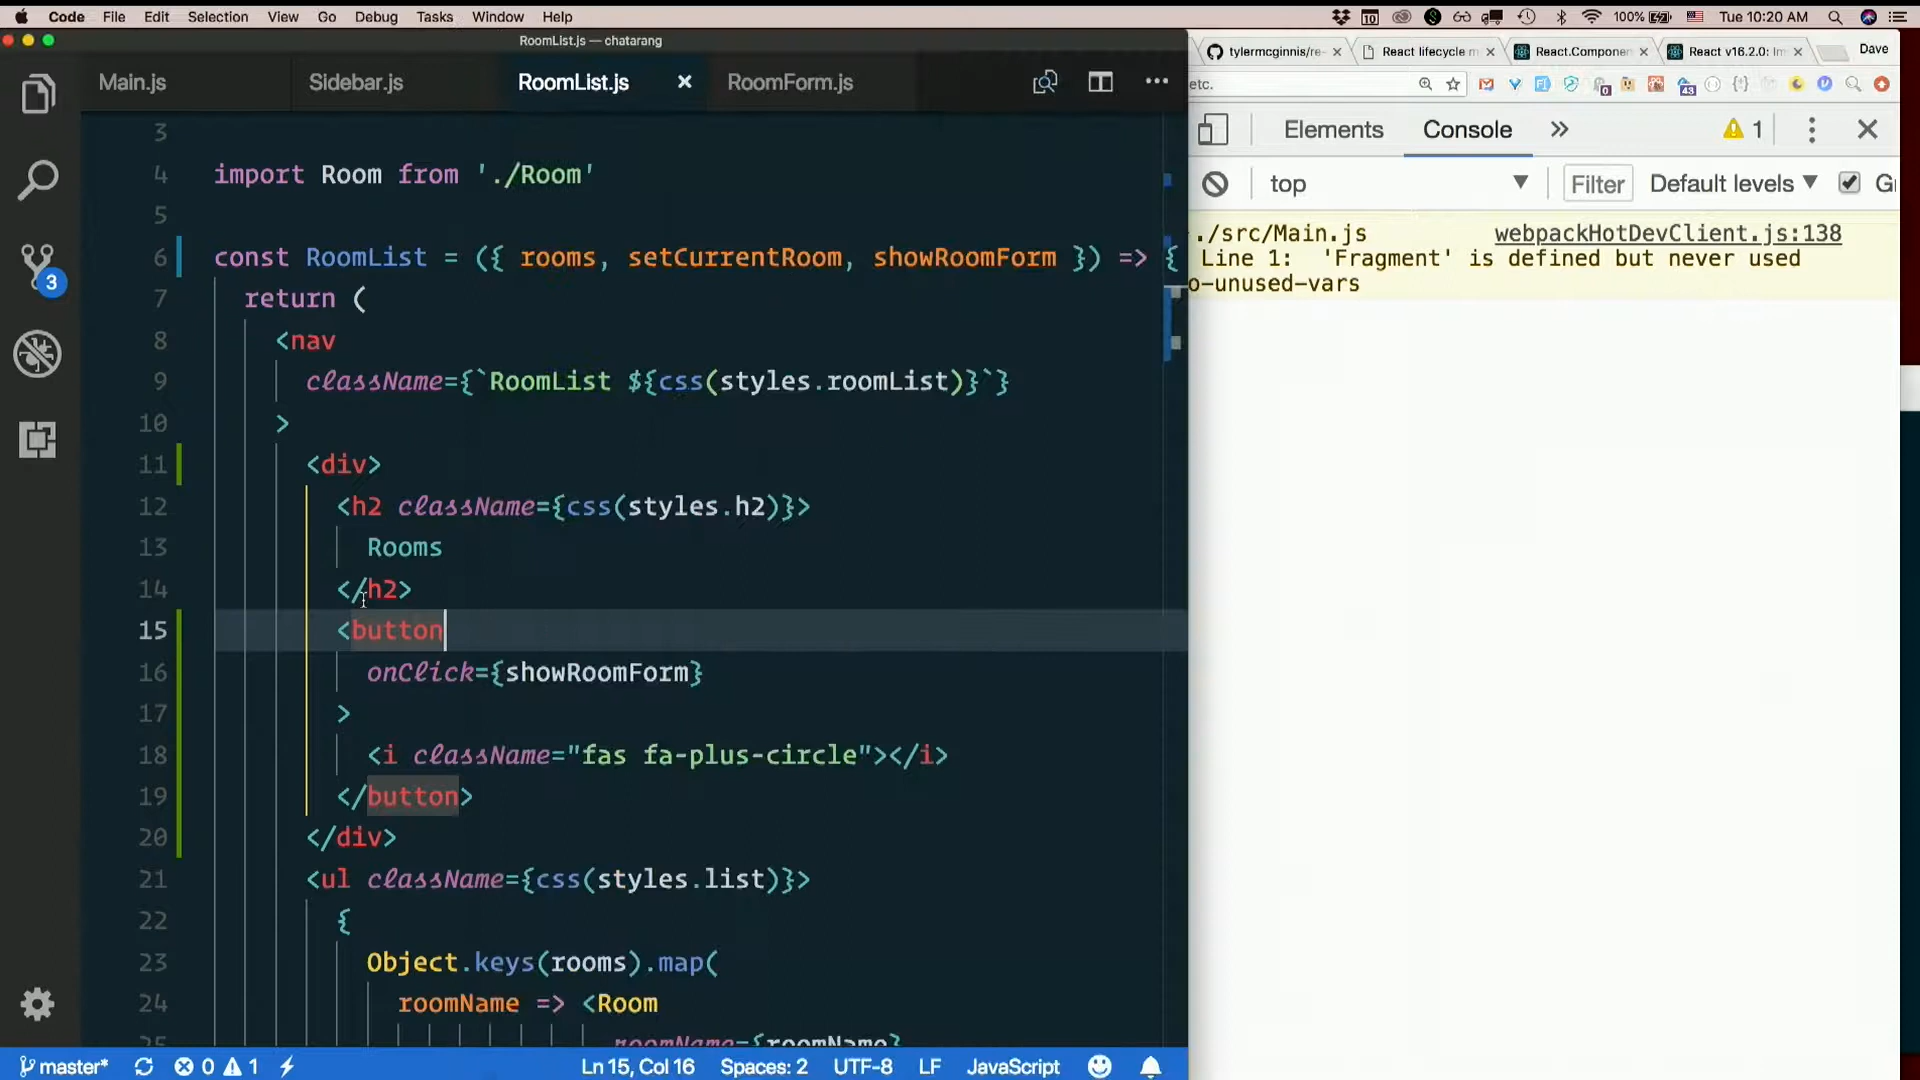 Code File Edit Selection View Go Debug Tasks Window Help
10 100% Tue 10:20 AM
RoomList.js — chatarang
tylermcginnis/re- React lifecycle m React.Componen React v16.2.0: Im Dave
Main.js Sidebar.js RoomList.js RoomForm.js
etc. 0 43
Elements Console 1
top Filter Default levels
./src/Main.js webpackHotDevClient.js:138
Line 1: 'Fragment' is defined but never used
o-unused-vars
3
4 import Room from './Room'
5
6 const RoomList = ({ rooms, setCurrentRoom, showRoomForm }) => {
7 return (
8 <nav
9 className={`RoomList ${css(styles.roomList)}`}
10 >
11 <div>
12 <h2 className={css(styles.h2)}>
13 Rooms
14 </h2>
15 <button
16 onClick={showRoomForm}
17 >
18 <i className="fas fa-plus-circle"></i>
19 </button>
20 </div>
21 <ul className={css(styles.list)}>
22 {
23 Object.keys(rooms).map(
24 roomName => <Room
25 roomName={roomName}
3
master* 0 1 Ln 15, Col 16 Spaces: 2 UTF-8 LF JavaScript